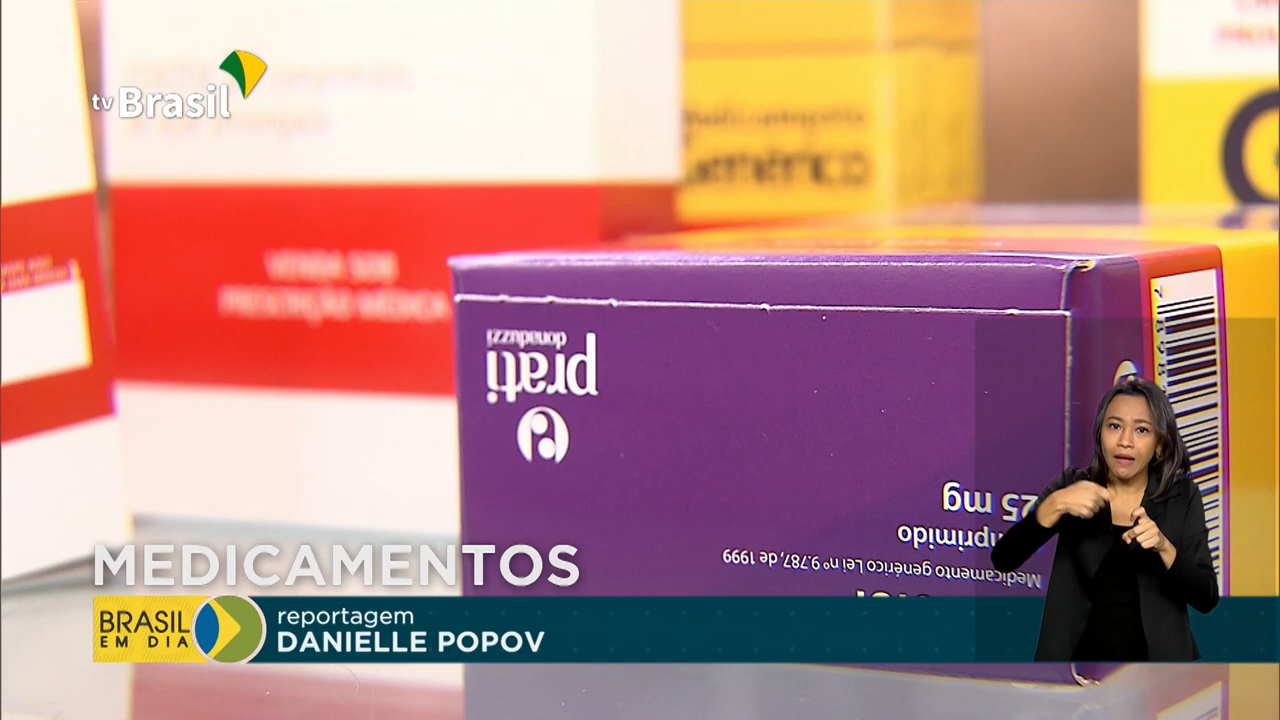 tv Brasil
Medicamento
Genérico
VENDA SOB
PRESCRIÇÃO MÉDICA
prati
donaduzzi
25 mg
Medicamento genérico Lei nº 9.787, de 1999
MEDICAMENTOS
BRASIL
EM DIA
reportagem
DANIELLE POPOV